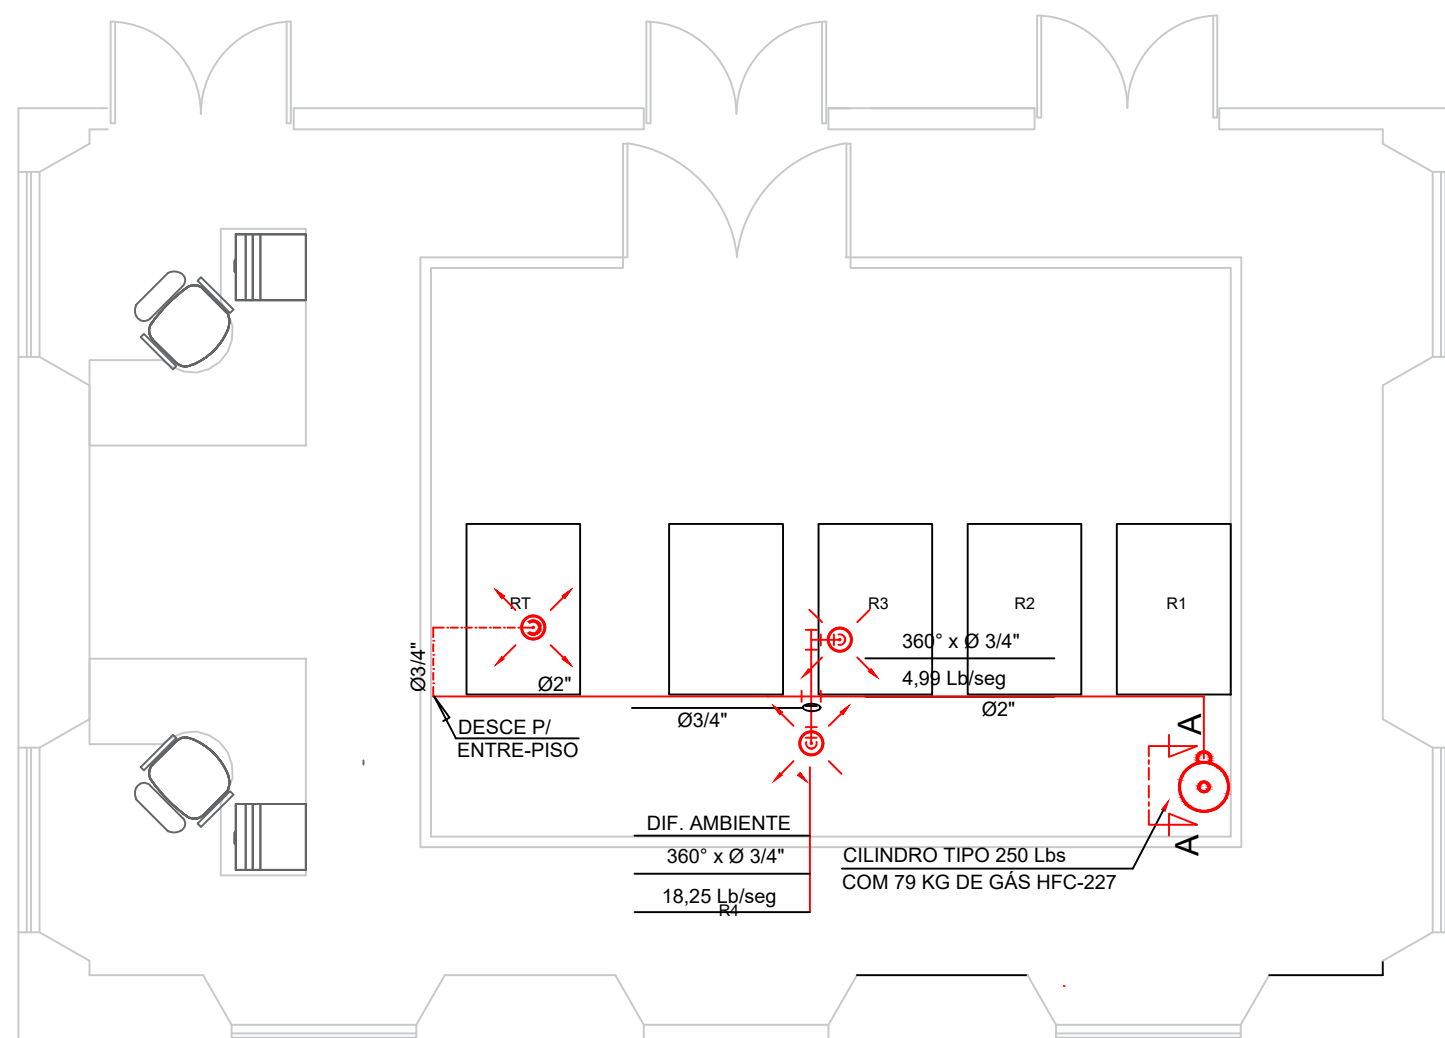 RT
R3
R2
R1
360° x Ø 3/4"
4,99 Lb/seg
Ø3/4"
Ø2"
Ø3/4"
Ø2"
DESCE P/
ENTRE-PISO
A
DIF. AMBIENTE
360° x Ø 3/4"
18,25 Lb/seg
R4
CILINDRO TIPO 250 Lbs
COM 79 KG DE GÁS HFC-227
A